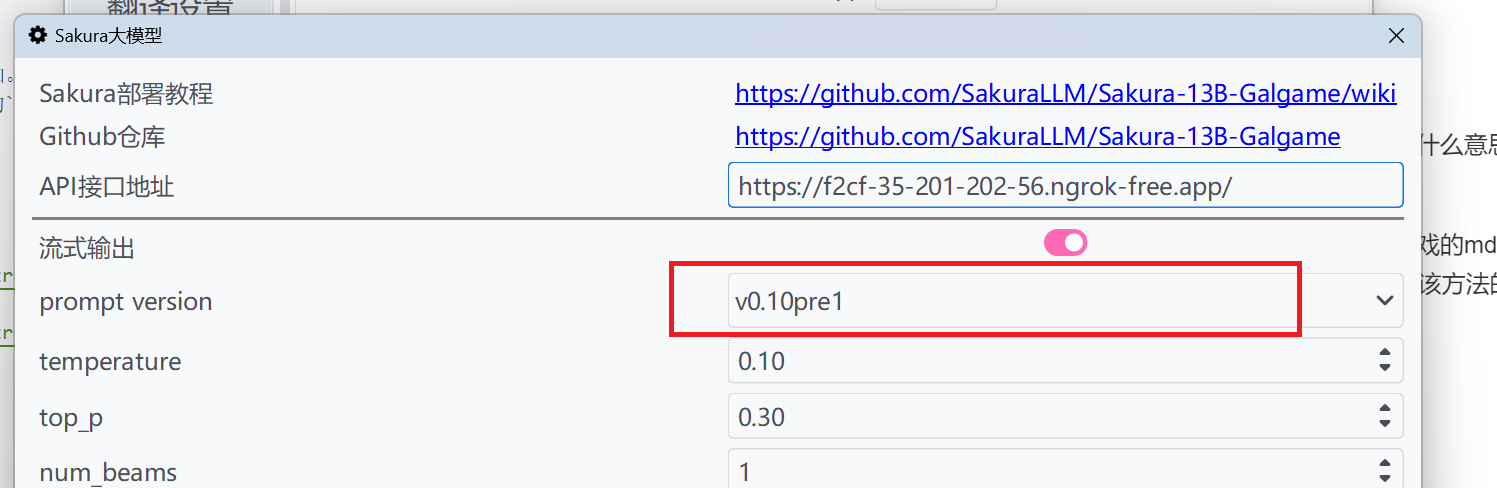 翻译设置
Sakura大模型
Sakura部署教程 https://github.com/SakuraLLM/Sakura-13B-Galgame/wiki
Github仓库 https://github.com/SakuraLLM/Sakura-13B-Galgame
什么意思
API接口地址 https://f2cf-35-201-202-56.ngrok-free.app/
流式输出
戏的md
prompt version v0.10pre1
该方法的
temperature 0.10
top_p 0.30
num_beams 1